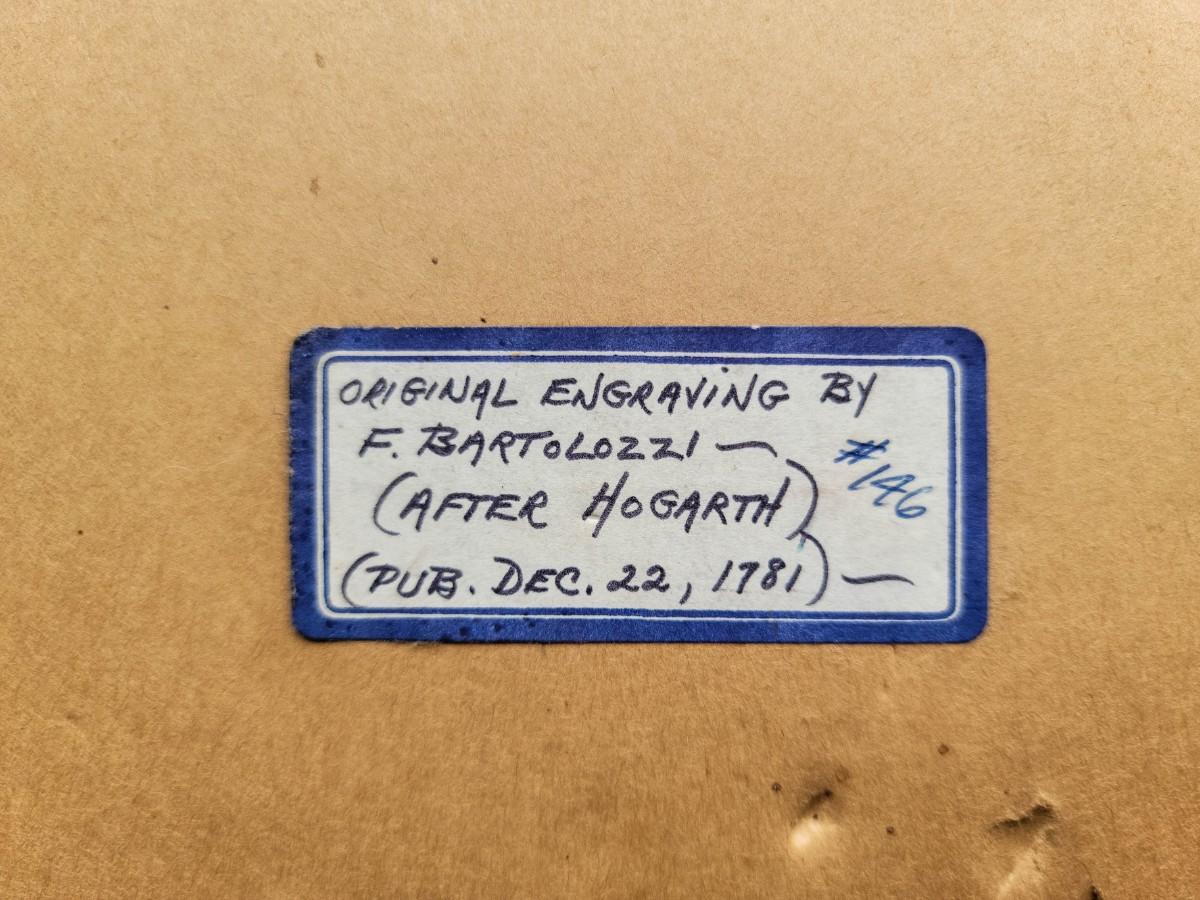 ORIGINAL ENGRAVING BY
F. BARTOLOZZI —
#146
(AFTER HOGARTH)
(PUB. DEC. 22, 1781) —